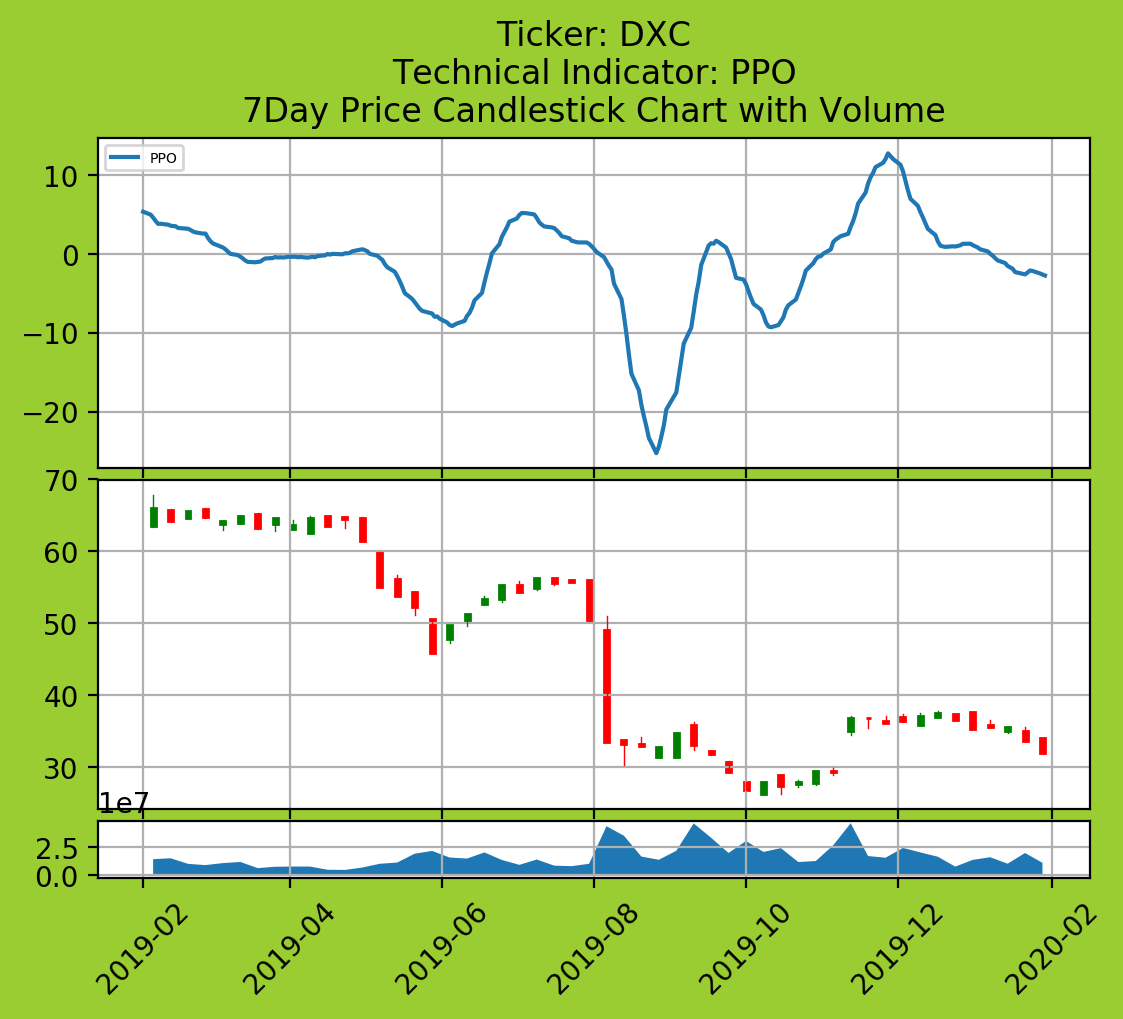 Ticker: DXC
Technical Indicator: PPO
7Day Price Candlestick Chart with Volume
PPO
10
0
−10
−20
70
60
50
40
30
1e7
2.5
0.0
2019-02 2019-04 2019-06 2019-08 2019-10 2019-12 2020-02